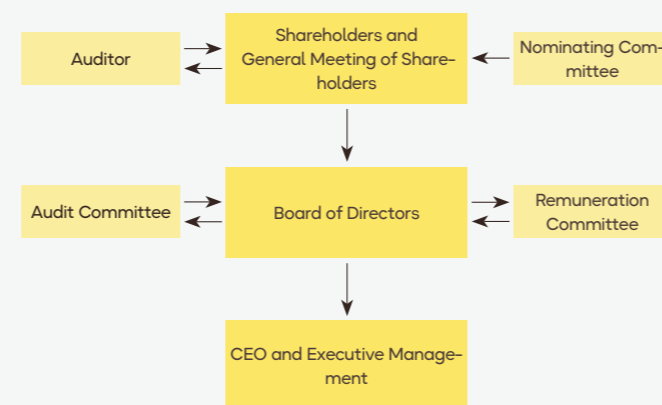 Auditor
Shareholders and
General Meeting of Share-
holders
Nominating Com-
mittee
Audit Committee
Board of Directors
Remuneration
Committee
CEO and Executive Manage-
ment